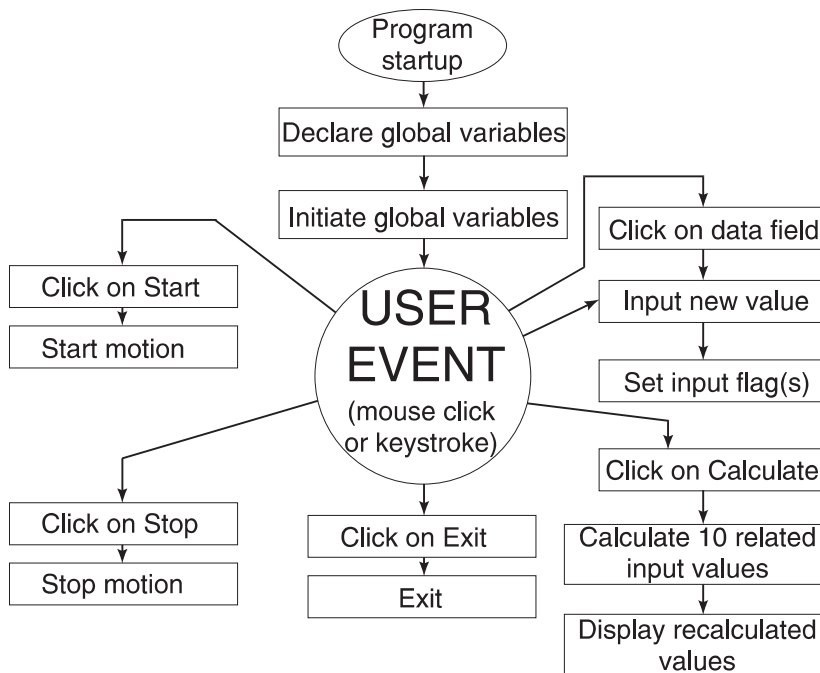 Program
startup
Declare global variables
Initiate global variables
Click on Start
Start motion
Click on data field
Input new value
Set input flag(s)
USER
EVENT
(mouse click
or keystroke)
Click on Stop
Stop motion
Click on Exit
Exit
Click on Calculate
Calculate 10 related
input values
Display recalculated
values